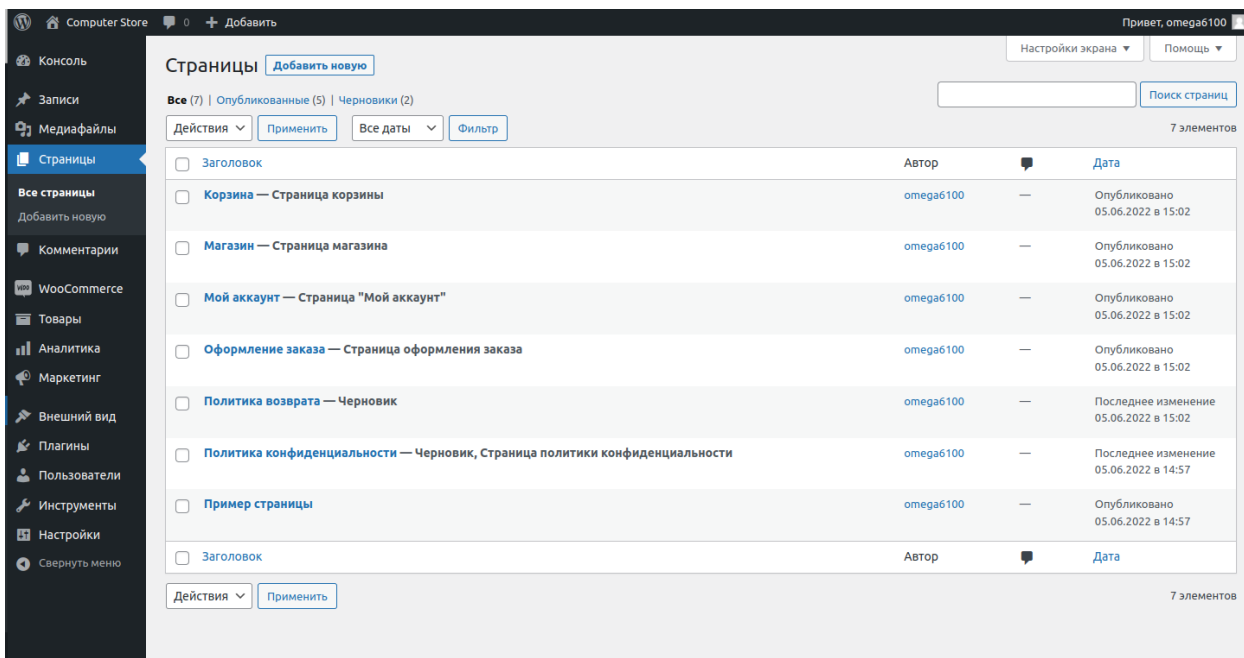 Computer Store 0 Добавить Привет, omega6100
Консоль
Записи
Медиафайлы
Страницы
Все страницы
Добавить новую
Комментарии
WooCommerce
Товары
Аналитика
Маркетинг
Внешний вид
Плагины
Пользователи
Инструменты
Настройки
Свернуть меню
Настройки экрана Помощь
Страницы Добавить новую
Все (7) | Опубликованные (5) | Черновики (2) Поиск страниц
Действия Применить Все даты Фильтр 7 элементов
Заголовок Автор Дата
Корзина — Страница корзины omega6100 — Опубликовано
05.06.2022 в 15:02
Магазин — Страница магазина omega6100 — Опубликовано
05.06.2022 в 15:02
Мой аккаунт — Страница "Мой аккаунт" omega6100 — Опубликовано
05.06.2022 в 15:02
Оформление заказа — Страница оформления заказа omega6100 — Опубликовано
05.06.2022 в 15:02
Политика возврата — Черновик omega6100 — Последнее изменение
05.06.2022 в 15:02
Политика конфиденциальности — Черновик, Страница политики конфиденциальности omega6100 — Последнее изменение
05.06.2022 в 14:57
Пример страницы omega6100 — Опубликовано
05.06.2022 в 14:57
Заголовок Автор Дата
Действия Применить 7 элементов